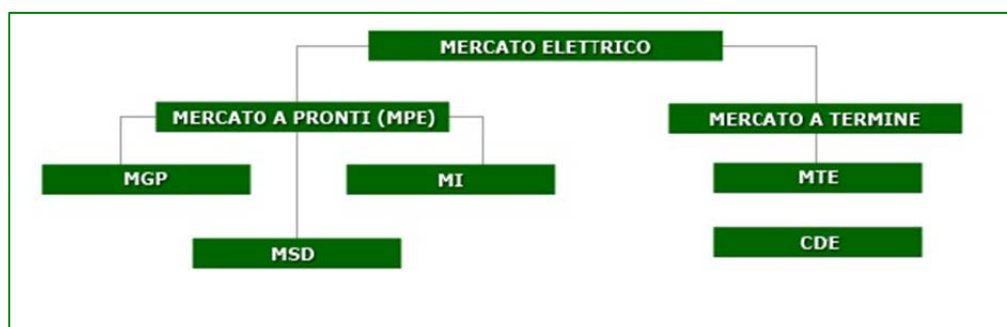 MERCATO ELETTRICO
MERCATO A PRONTI (MPE)
MERCATO A TERMINE
MGP
MI
MTE
MSD
CDE